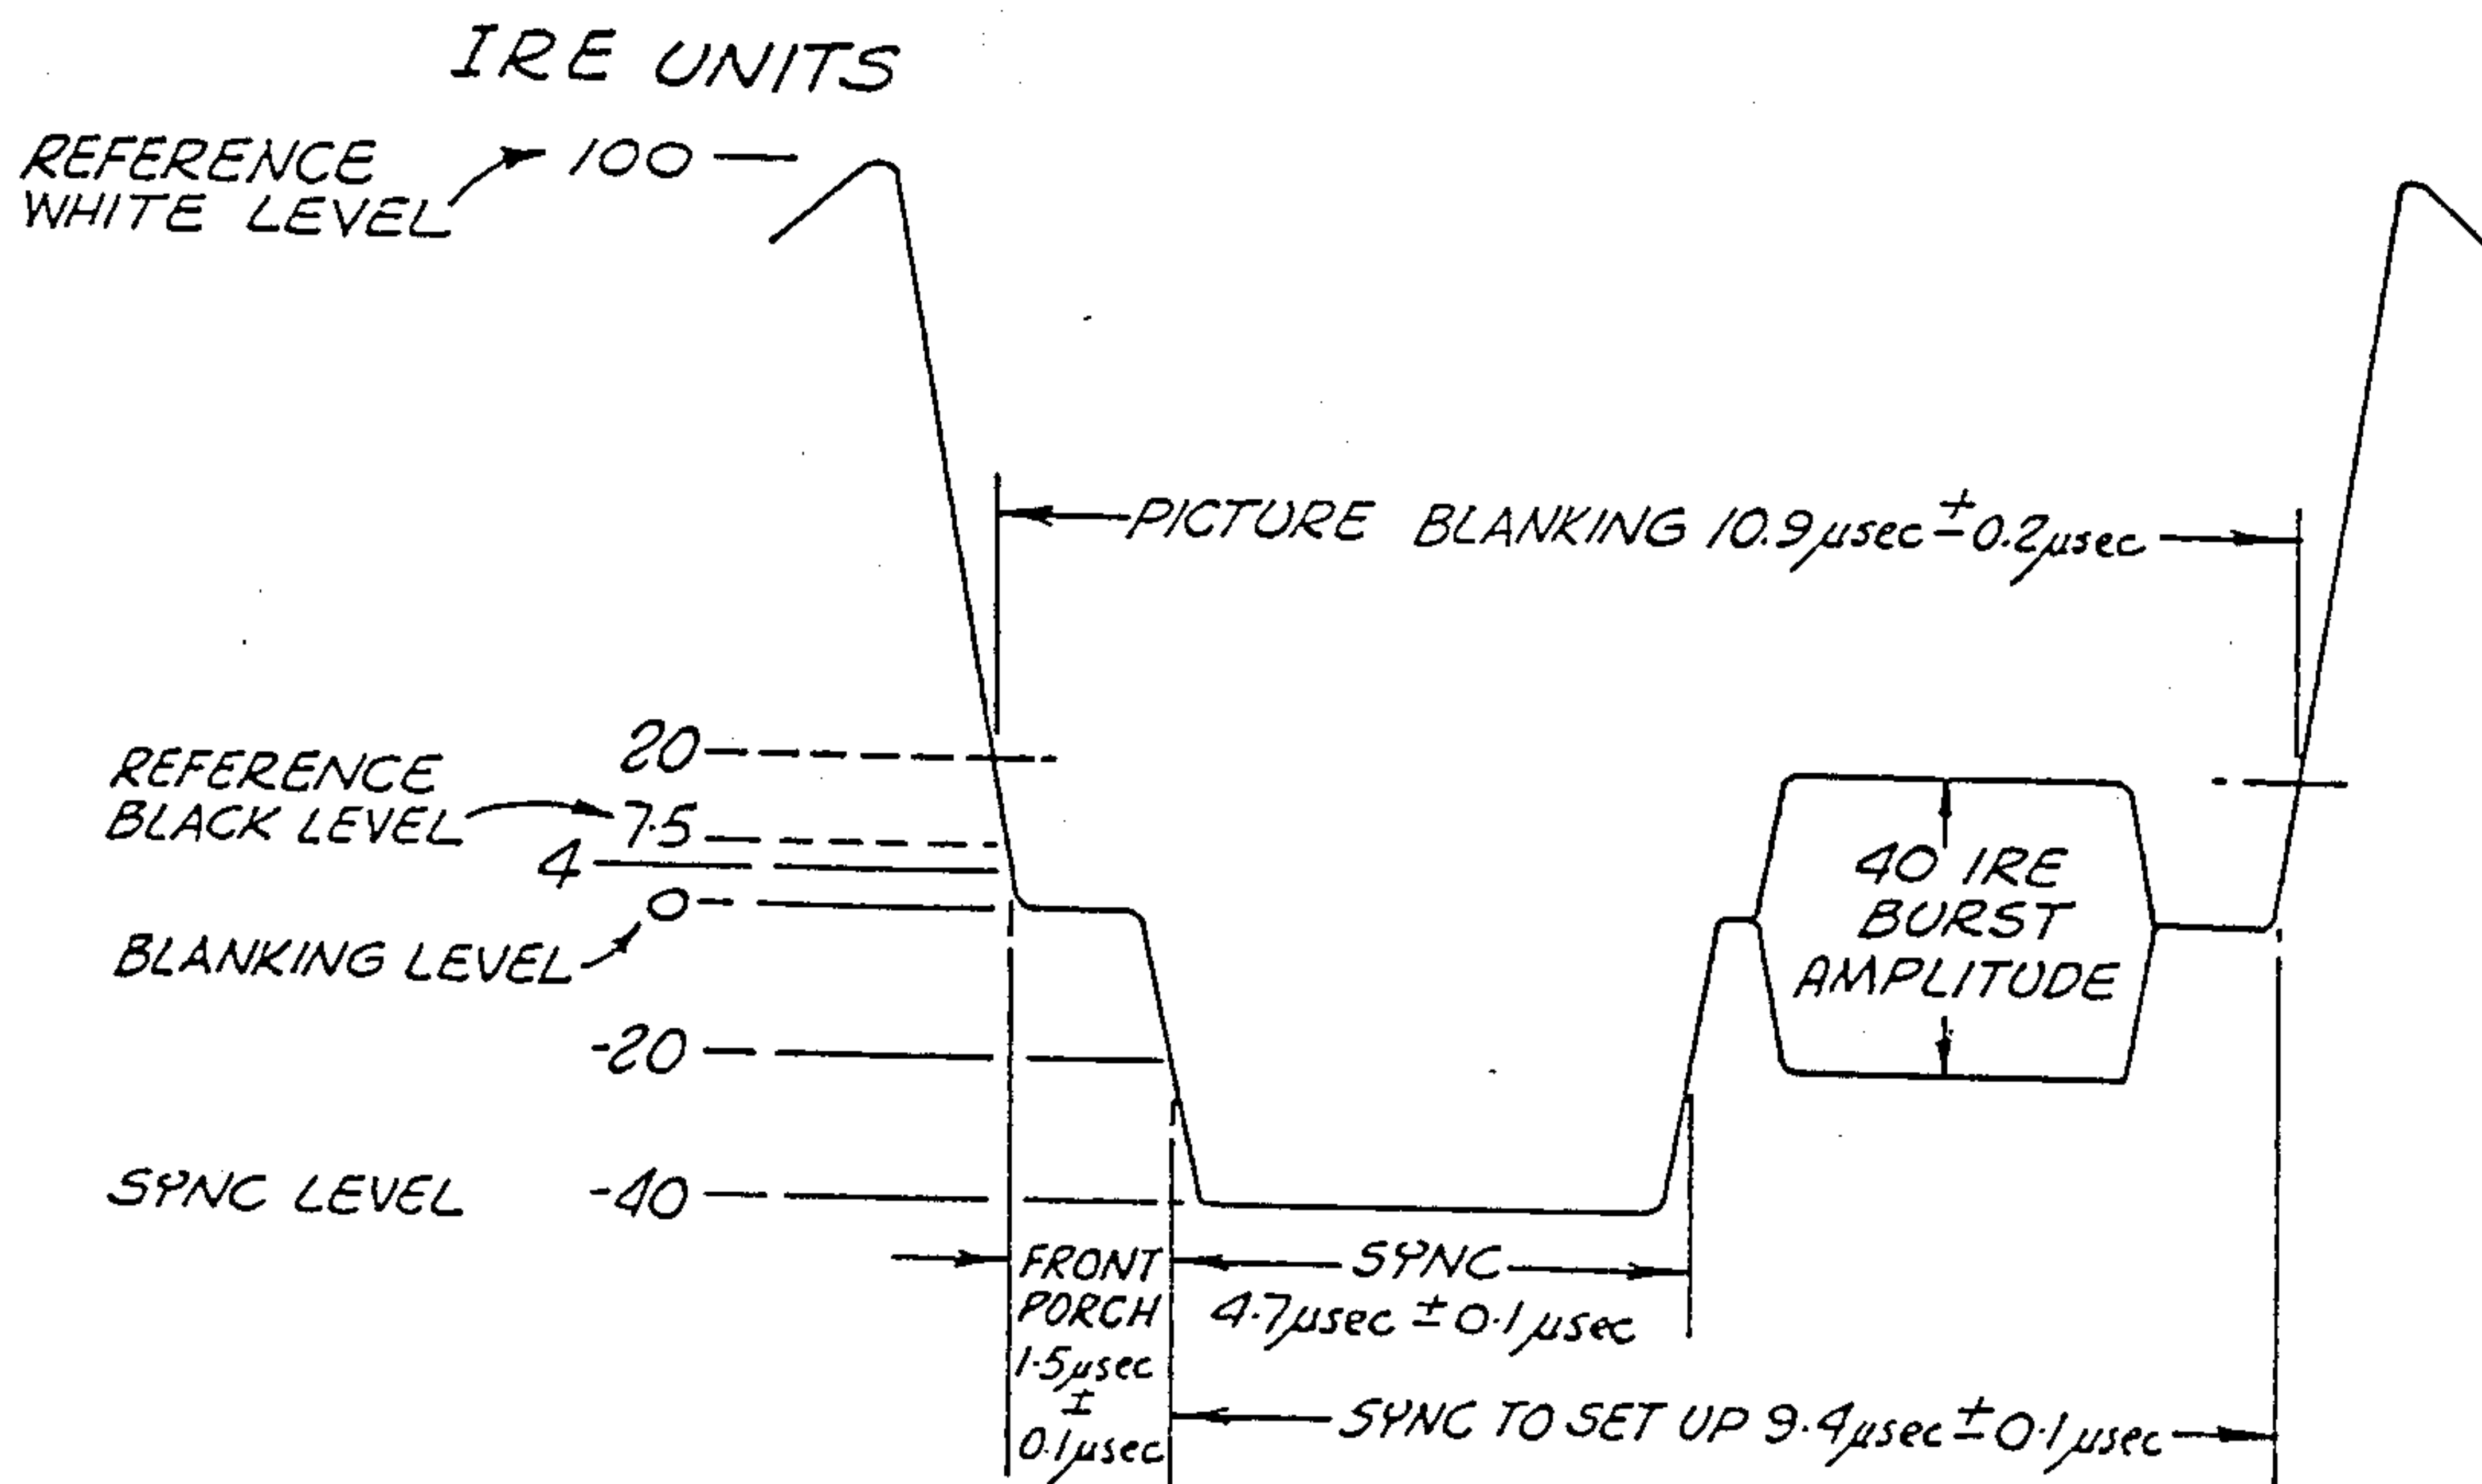 IRE UNITS
REFERENCE
WHITE LEVEL
100
PICTURE BLANKING 10.9µsec ± 0.2µsec
20
REFERENCE
BLACK LEVEL
7.5
4
0
BLANKING LEVEL
-20
SYNC LEVEL
-40
40 IRE
BURST
AMPLITUDE
FRONT
PORCH
1.5µsec
±
0.1µsec
SYNC
4.7µsec ± 0.1µsec
SYNC TO SET UP 9.4µsec ± 0.1µsec